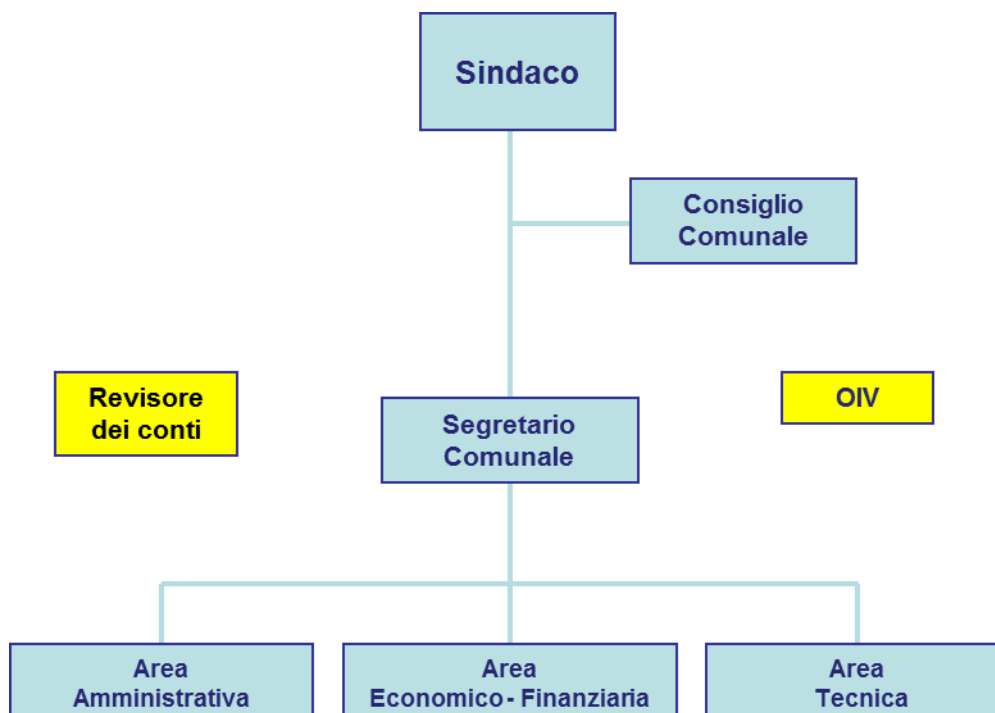 Sindaco
Consiglio
Comunale
Revisore
dei conti
OIV
Segretario
Comunale
Area
Amministrativa
Area
Economico - Finanziaria
Area
Tecnica